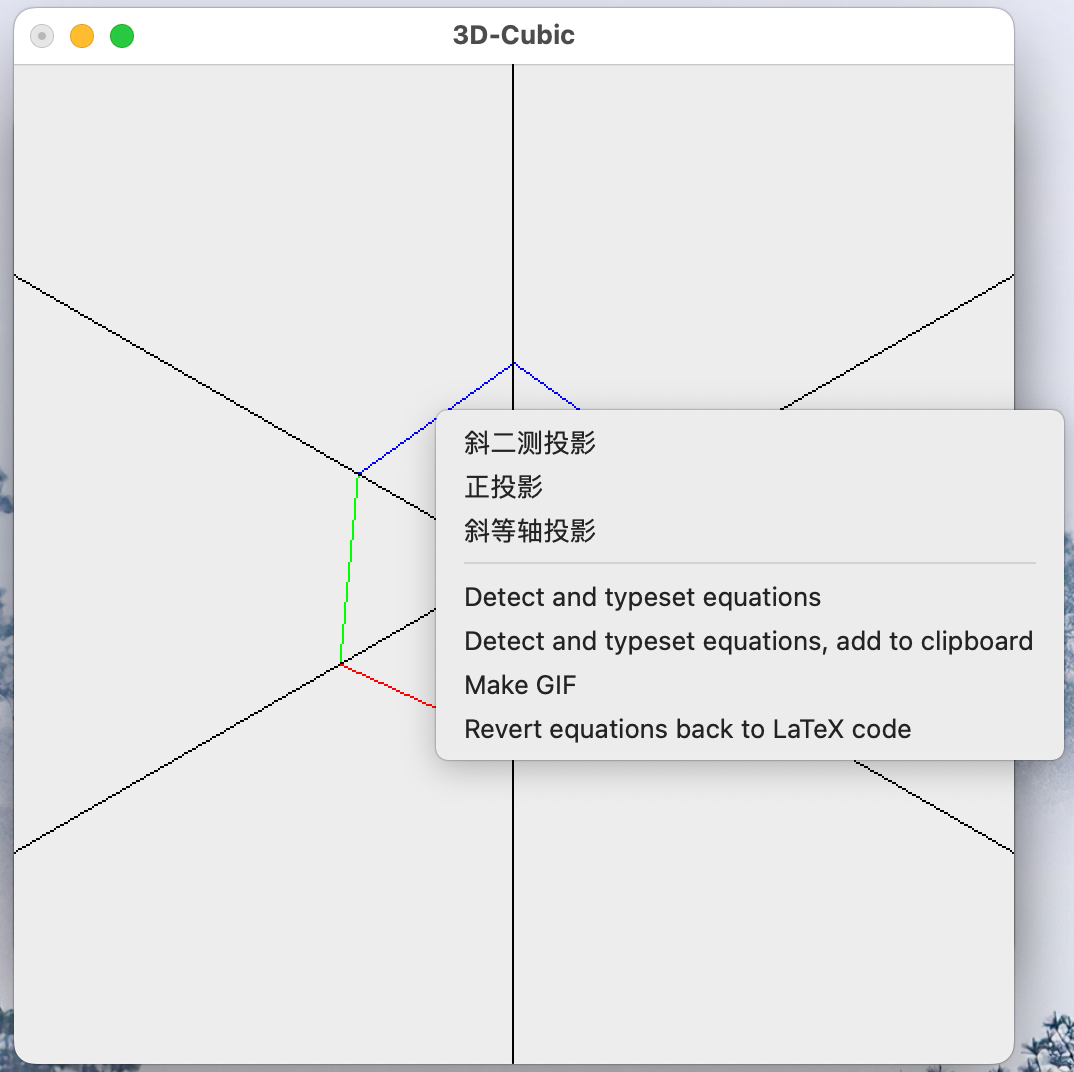 3D-Cubic
斜二测投影
正投影
斜等轴投影
Detect and typeset equations
Detect and typeset equations, add to clipboard
Make GIF
Revert equations back to LaTeX code